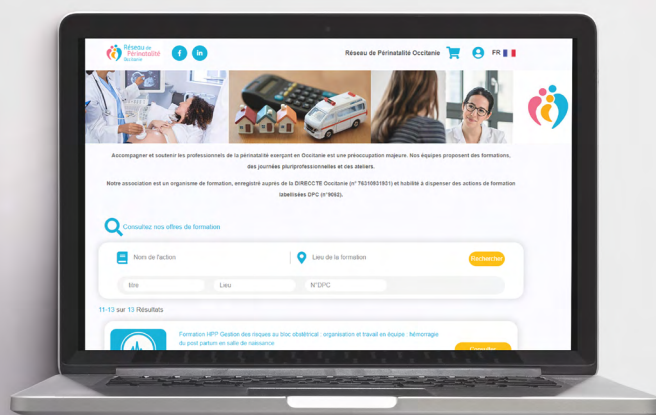 Réseau de
Périnatalité
Occitanie
Réseau de Périnatalité Occitanie
FR
Accompagner et soutenir les professionnels de la périnatalité exerçant en Occitanie est une préoccupation majeure. Nos équipes proposent des formations,
des journées pluriprofessionnelles et des ateliers.
Notre association est un organisme de formation, enregistré auprès de la DIRECCTE Occitanie (n° 76310931931) et habilité à dispenser des actions de formation
labellisées DPC (n°9062).
Consultez nos offres de formation
Nom de l'action
Lieu de la formation
Rechercher
titre
Lieu
N°DPC
11-13 sur 13 Résultats
Formation HPP Gestion des risques au bloc obstétrical : organisation et travail en équipe : hémorragie
du post partum en salle de naissance
Consulter